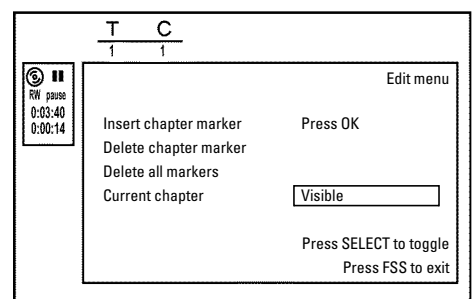 T C
1 1
RW pause
0:03:40
0:00:14
Edit menu
Insert chapter marker Press OK
Delete chapter marker
Delete all markers
Current chapter Visible
Press SELECT to toggle
Press FSS to exit